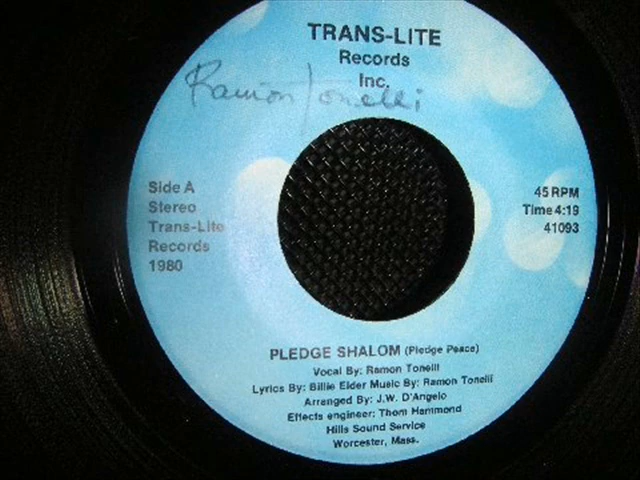 TRANS-LITE
Records
Inc.
Ramon Tonelli
Side A
Stereo
Trans-Lite
Records
1980
45 RPM
Time 4:19
41093
PLEDGE SHALOM (Pledge Peace)
Vocal By: Ramon Tonelli
Lyrics By: Billie Elder Music By: Ramon Tonelli
Arranged By: J.W. D'Angelo
Effects engineer: Thom Hammond
Hills Sound Service
Worcester, Mass.